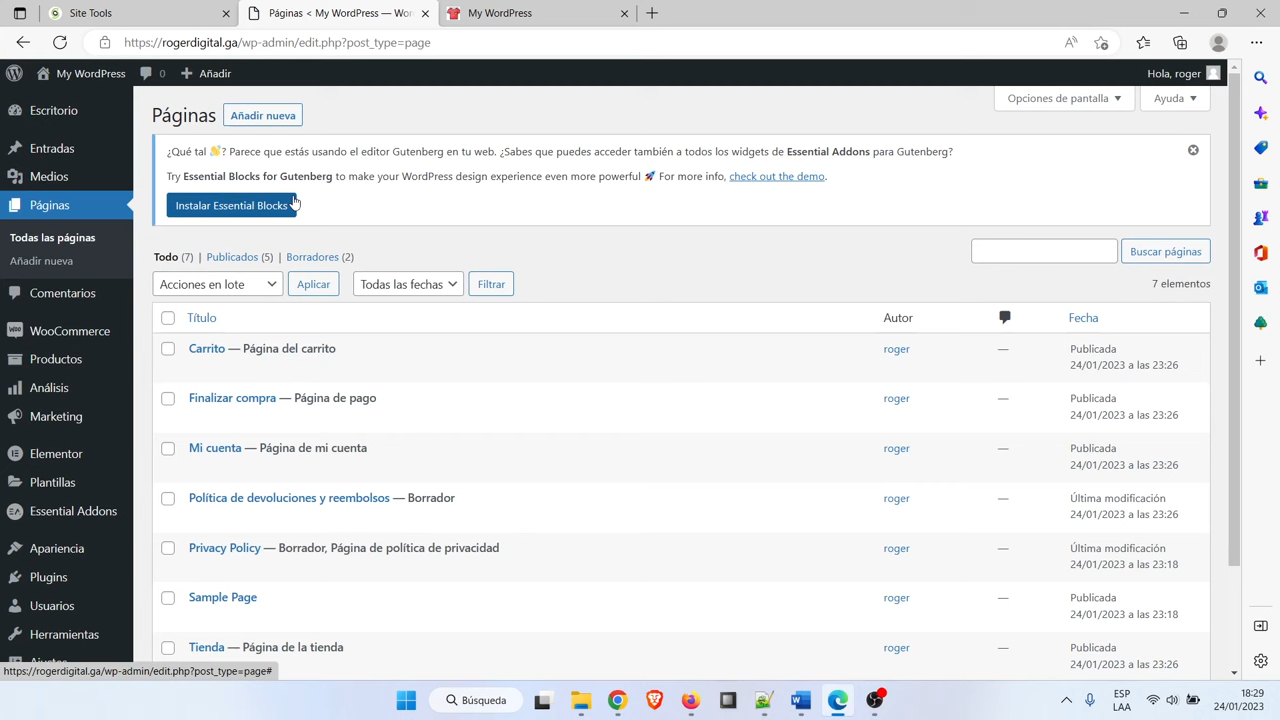 Site Tools
Páginas < My WordPress — Wor
My WordPress
https://rogerdigital.ga/wp-admin/edit.php?post_type=page
My WordPress
0
Añadir
Hola, roger
Escritorio
Entradas
Medios
Páginas
Todas las páginas
Añadir nueva
Comentarios
WooCommerce
Productos
Análisis
Marketing
Elementor
Plantillas
Essential Addons
Apariencia
Plugins
Usuarios
Herramientas
Ajustes
Páginas
Añadir nueva
Opciones de pantalla
Ayuda
¿Qué tal 👋? Parece que estás usando el editor Gutenberg en tu web. ¿Sabes que puedes acceder también a todos los widgets de Essential Addons para Gutenberg?
Try Essential Blocks for Gutenberg to make your WordPress design experience even more powerful 🚀 For more info, check out the demo.
Instalar Essential Blocks
Todo (7) | Publicados (5) | Borradores (2)
Buscar páginas
Acciones en lote
Aplicar
Todas las fechas
Filtrar
7 elementos
Título
Autor
Fecha
Carrito — Página del carrito
roger
—
Publicada
24/01/2023 a las 23:26
Finalizar compra — Página de pago
roger
—
Publicada
24/01/2023 a las 23:26
Mi cuenta — Página de mi cuenta
roger
—
Publicada
24/01/2023 a las 23:26
Política de devoluciones y reembolsos — Borrador
roger
—
Última modificación
24/01/2023 a las 23:26
Privacy Policy — Borrador, Página de política de privacidad
roger
—
Última modificación
24/01/2023 a las 23:18
Sample Page
roger
—
Publicada
24/01/2023 a las 23:18
Tienda — Página de la tienda
roger
—
Publicada
24/01/2023 a las 23:26
https://rogerdigital.ga/wp-admin/edit.php?post_type=page#
Búsqueda
ESP
LAA
18:29
24/01/2023